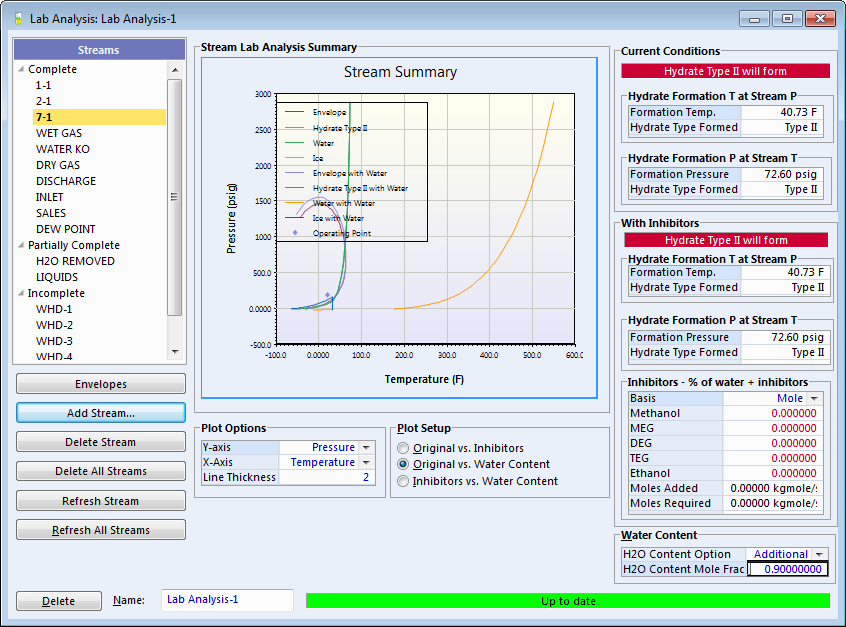 Lab Analysis: Lab Analysis-1
Streams
Complete
1-1
2-1
7-1
WET GAS
WATER KO
DRY GAS
DISCHARGE
INLET
SALES
DEW POINT
Partially Complete
H2O REMOVED
LIQUIDS
Incomplete
WHD-1
WHD-2
WHD-3
WHD-4
Envelopes
Add Stream...
Delete Stream
Delete All Streams
Refresh Stream
Refresh All Streams
Stream Lab Analysis Summary
Stream Summary
Pressure (psig)
3000
2500
2000
1500
1000
500.0
0.0000
-500.0
Envelope
Hydrate Type II
Water
Ice
Envelope with Water
Hydrate Type II with Water
Water with Water
Ice with Water
Operating Point
-100.0 0.0000 100.0 200.0 300.0 400.0 500.0 600.0
Temperature (F)
Plot Options
Y-axis Pressure
X-Axis Temperature
Line Thickness 2
Plot Setup
Original vs. Inhibitors
Original vs. Water Content
Inhibitors vs. Water Content
Current Conditions
Hydrate Type II will form
Hydrate Formation T at Stream P
Formation Temp. 40.73 F
Hydrate Type Formed Type II
Hydrate Formation P at Stream T
Formation Pressure 72.60 psig
Hydrate Type Formed Type II
With Inhibitors
Hydrate Type II will form
Hydrate Formation T at Stream P
Formation Temp. 40.73 F
Hydrate Type Formed Type II
Hydrate Formation P at Stream T
Formation Pressure 72.60 psig
Hydrate Type Formed Type II
Inhibitors - % of water + inhibitors
Basis Mole
Methanol 0.000000
MEG 0.000000
DEG 0.000000
TEG 0.000000
Ethanol 0.000000
Moles Added 0.00000 kgmole/
Moles Required 0.00000 kgmole/
Water Content
H2O Content Option Additional
H2O Content Mole Frac 0.90000000
Delete Name: Lab Analysis-1 Up to date